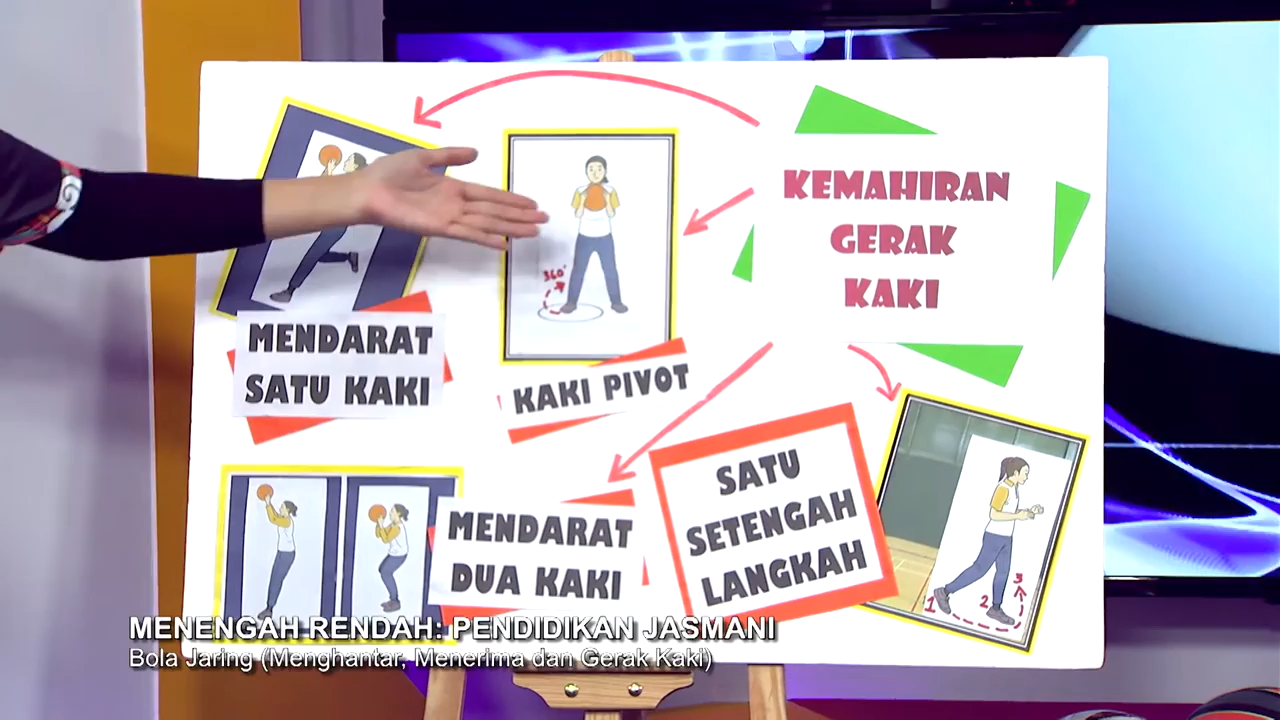 KEMAHIRAN
GERAK
KAKI
MENDARAT
SATU KAKI
360°
KAKI PIVOT
MENDARAT
DUA KAKI
SATU
SETENGAH
LANGKAH
1
2
3
MENENGAH RENDAH: PENDIDIKAN JASMANI
Bola Jaring (Menghantar, Menerima dan Gerak Kaki)